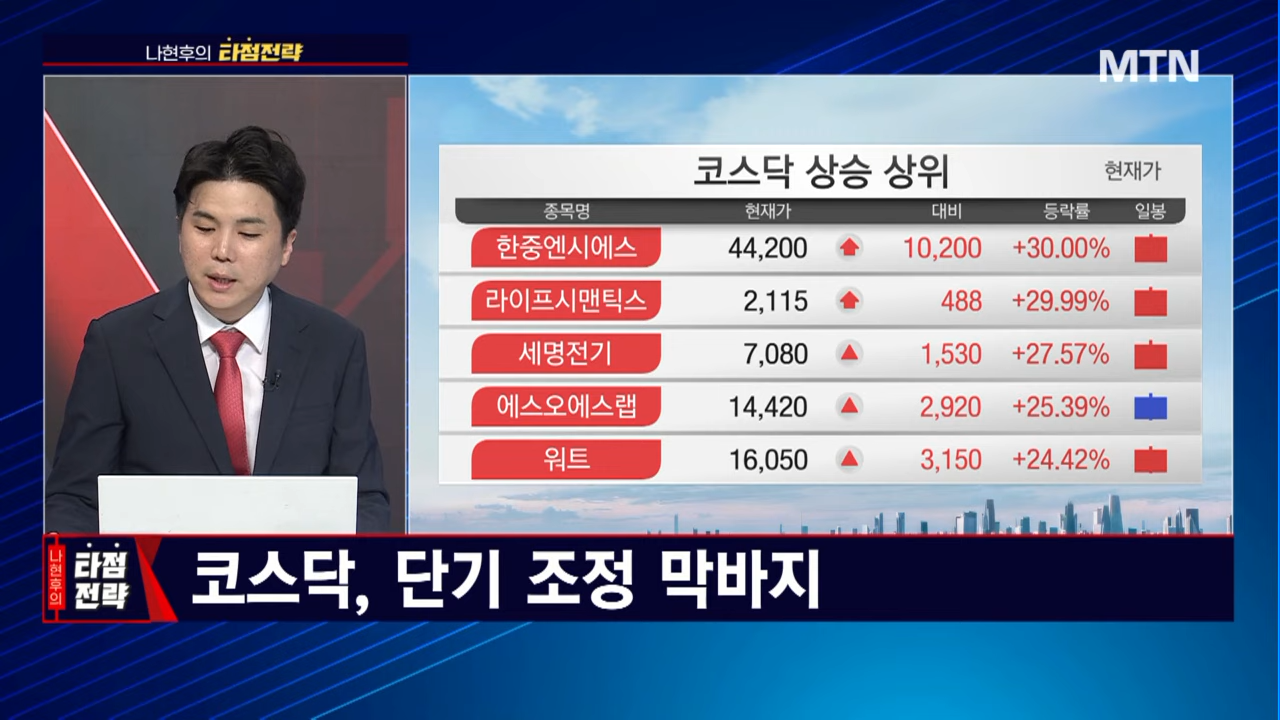 나현후의 타점전략
MTN
코스닥 상승 상위
현재가
종목명 현재가 대비 등락률 일봉
한중엔시에스 44,200 10,200 +30.00%
라이프시맨틱스 2,115 488 +29.99%
세명전기 7,080 1,530 +27.57%
에스오에스랩 14,420 2,920 +25.39%
워트 16,050 3,150 +24.42%
나현후의
타점
전략
코스닥, 단기 조정 막바지